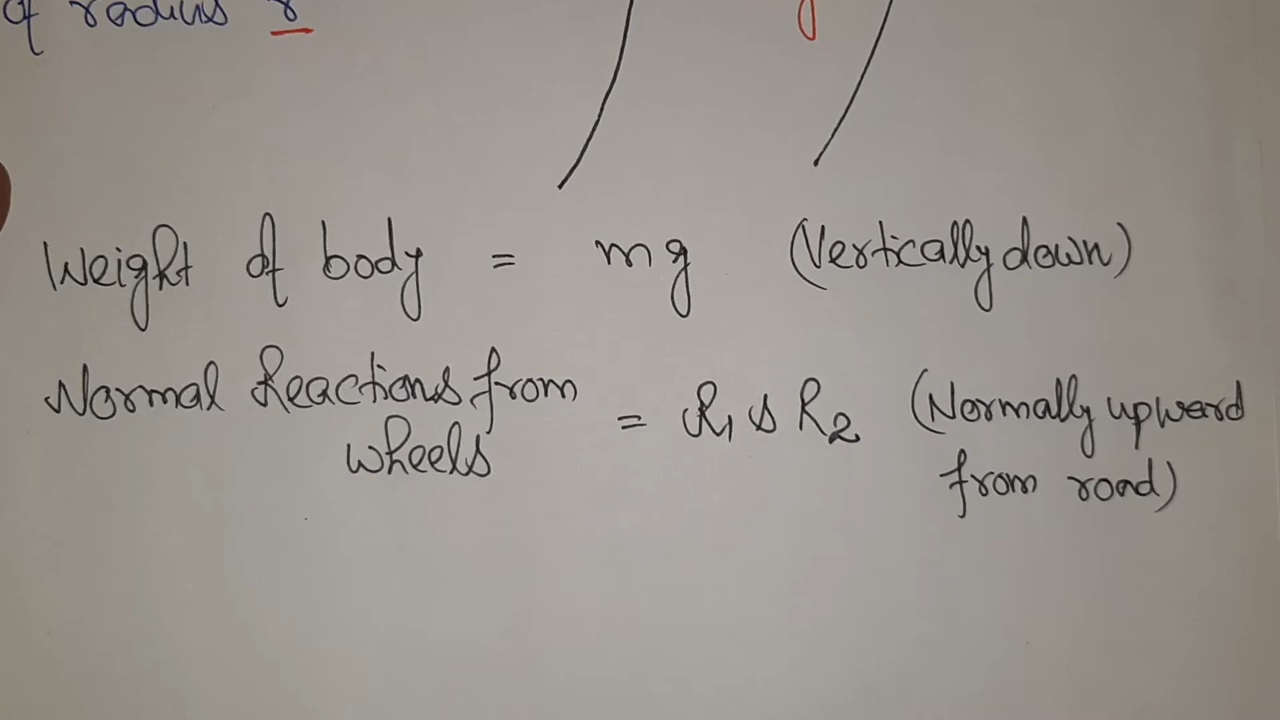 of radius r
Weight of body = mg (Vertically down)
Normal Reactions from
wheels = R1 & R2 (Normally upward
from road)